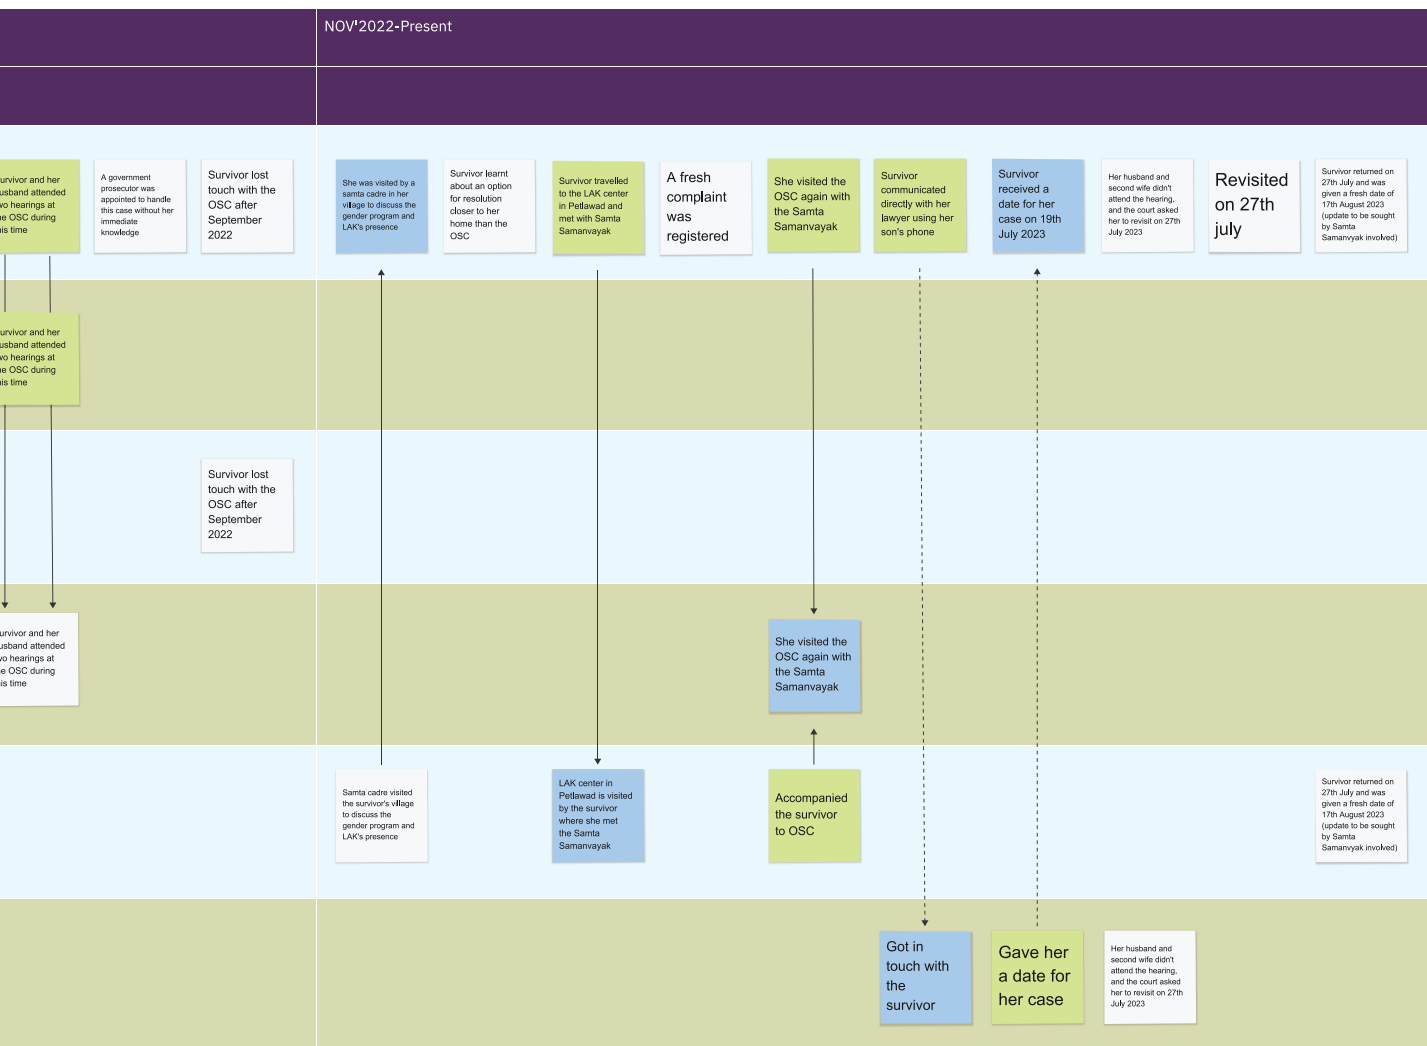 NOV'2022-Present
urvivor and her
usband attended
wo hearings at
e OSC during
is time
A government
prosecutor was
appointed to handle
this case without her
immediate
knowledge
Survivor lost
touch with the
OSC after
September
2022
She was visited by a
samta cadre in her
village to discuss the
gender program and
LAK's presence
Survivor learnt
about an option
for resolution
closer to her
home than the
OSC
Survivor travelled
to the LAK center
in Petlawad and
met with Samta
Samanvayak
A fresh
complaint
was
registered
She visited the
OSC again with
the Samta
Samanvayak
Survivor
communicated
directly with her
lawyer using her
son's phone
Survivor
received a
date for her
case on 19th
July 2023
Her husband and
second wife didn't
attend the hearing,
and the court asked
her to revisit on 27th
July 2023
Revisited
on 27th
july
Survivor returned on
27th July and was
given a fresh date of
17th August 2023
(update to be sought
by Samta
Samanvyak involved)
urvivor and her
usband attended
wo hearings at
e OSC during
is time
Survivor lost
touch with the
OSC after
September
2022
urvivor and her
usband attended
wo hearings at
e OSC during
is time
She visited the
OSC again with
the Samta
Samanvayak
Samta cadre visited
the survivor's village
to discuss the
gender program and
LAK's presence
LAK center in
Petlawad is visited
by the survivor
where she met
the Samta
Samanvayak
Accompanied
the survivor
to OSC
Survivor returned on
27th July and was
given a fresh date of
17th August 2023
(update to be sought
by Samta
Samanvyak involved)
Got in
touch with
the
survivor
Gave her
a date for
her case
Her husband and
second wife didn't
attend the hearing,
and the court asked
her to revisit on 27th
July 2023